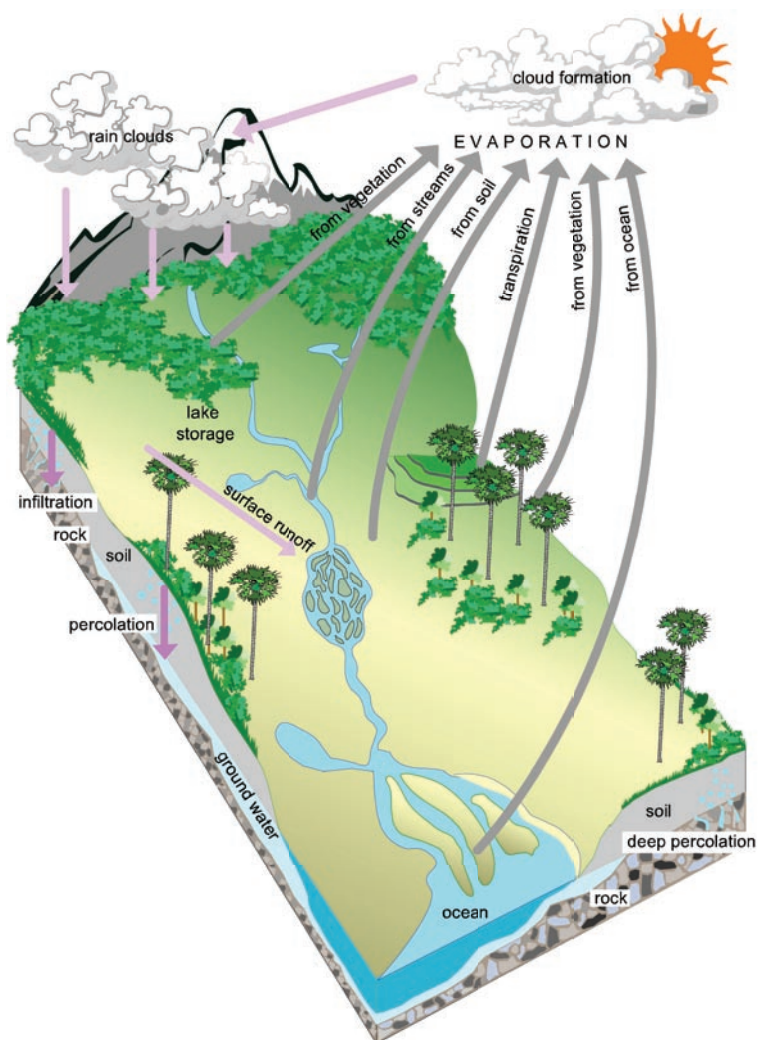 cloud formation
rain clouds
EVAPORATION
from vegetation
from streams
from soil
transpiration
from vegetation
from ocean
lake
storage
surface runoff
infiltration
rock
soil
percolation
ground water
soil
deep percolation
rock
ocean